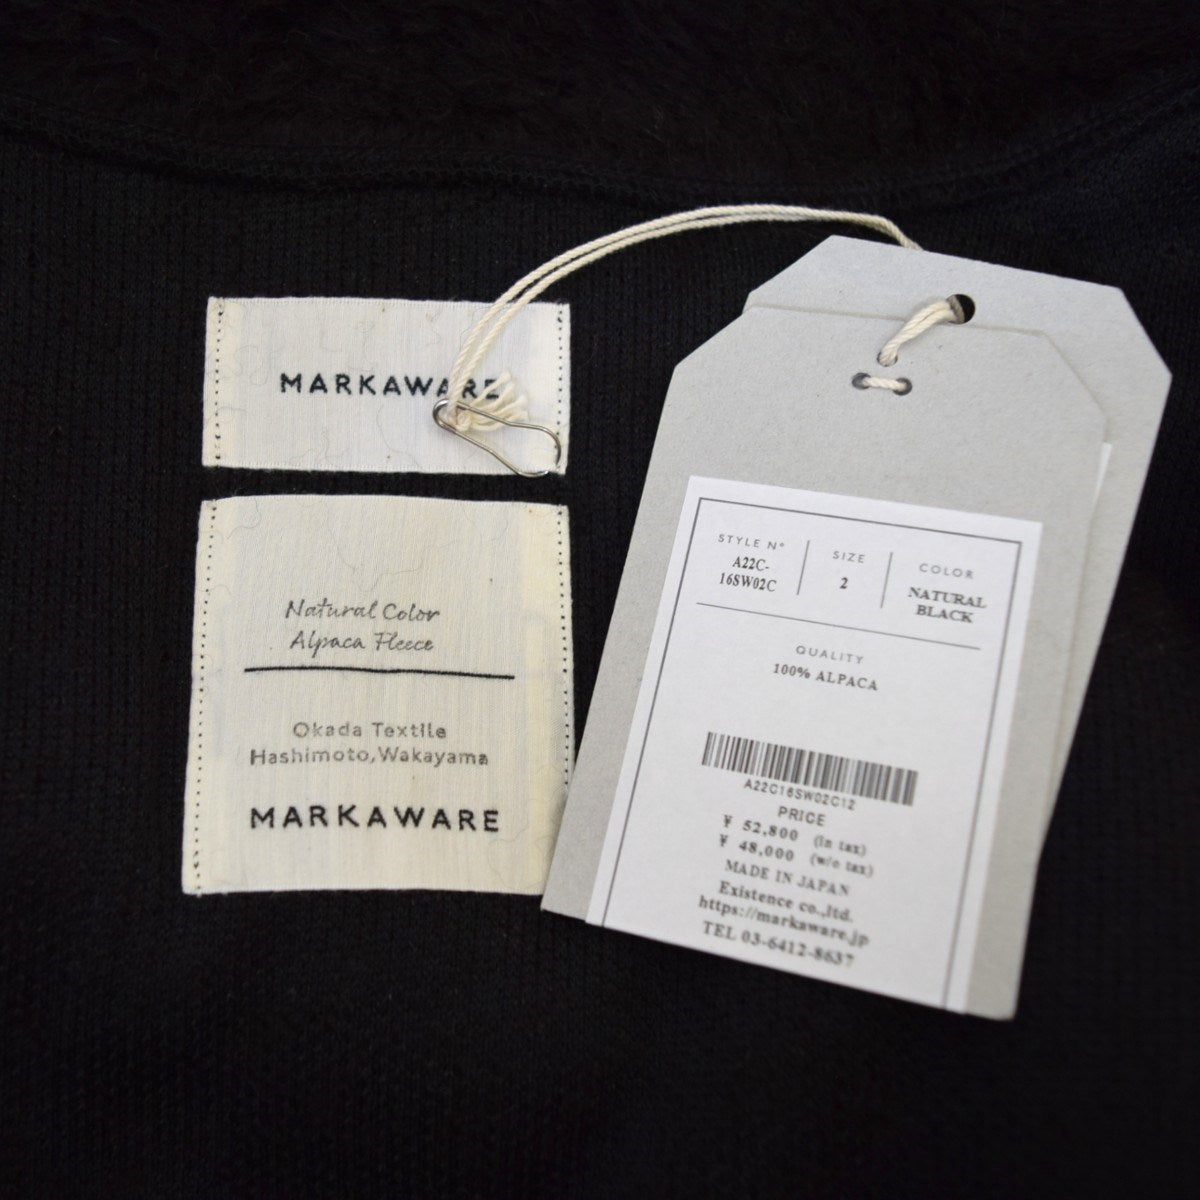 MARKAWARE
Natural Color
Alpaca Fleece
Okada Textile
Hashimoto,Wakayama
MARKAWARE
STYLE N° SIZE COLOR
A22C-
16SW02C
2
NATURAL
BLACK
QUALITY
100% ALPACA
A22C16SW02C12
PRICE
¥ 52,800 (in tax)
¥ 48,000 (w/o tax)
MADE IN JAPAN
Existence co.,ltd.
https://markaware.jp
TEL 03-6412-8637